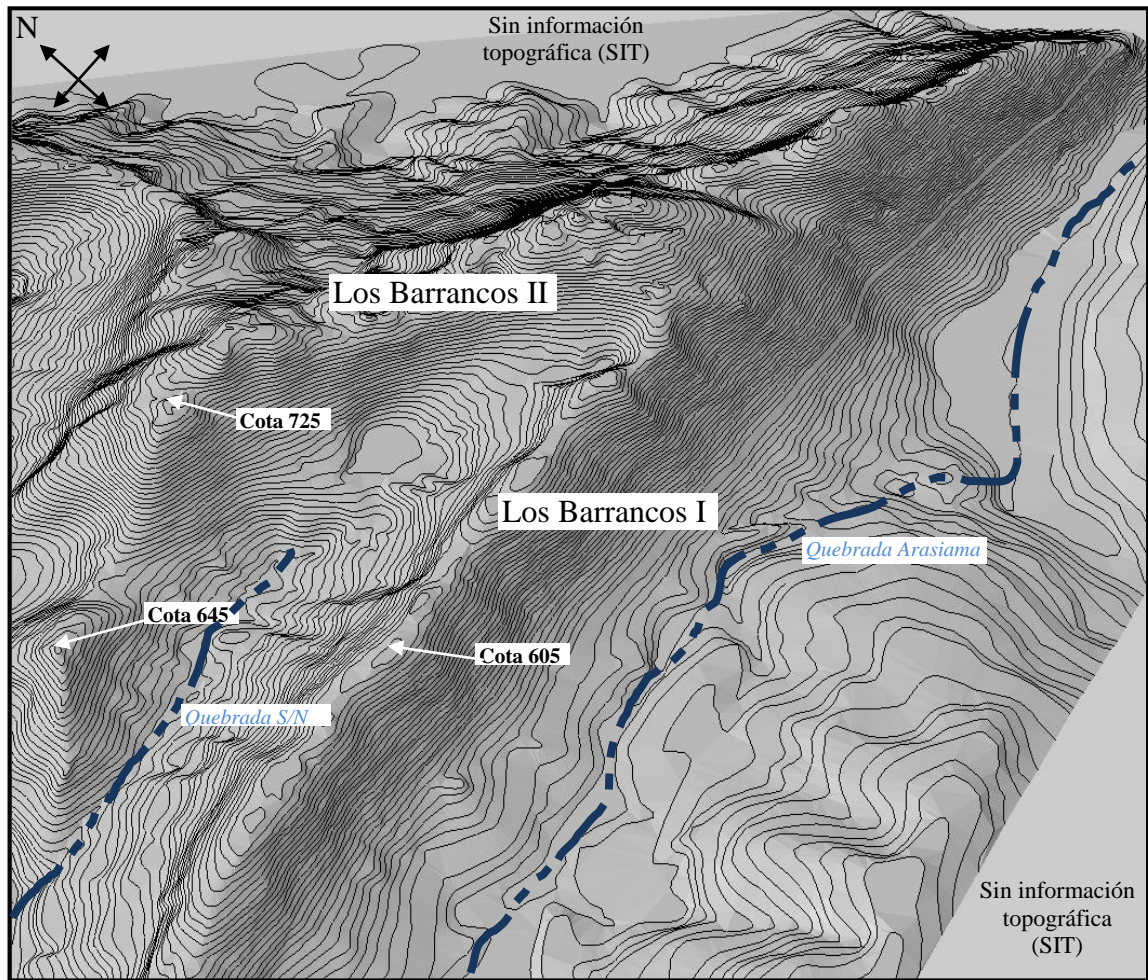 N
Sin información
topográfica (SIT)
Los Barrancos II
Cota 725
Los Barrancos I
Quebrada Arasiama
Cota 645
Cota 605
Quebrada S/N
Sin información
topográfica
(SIT)